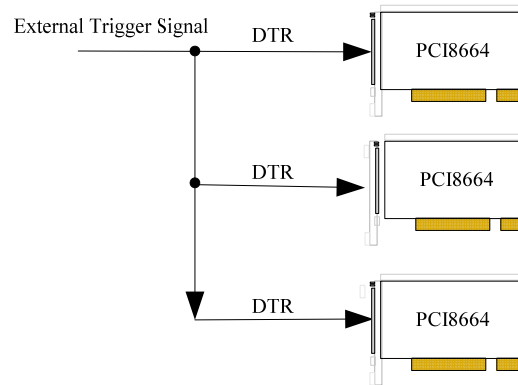 External Trigger Signal
DTR
PCI8664
DTR
PCI8664
DTR
PCI8664